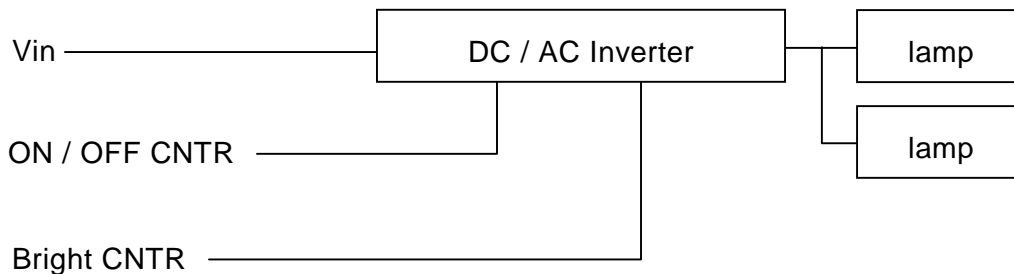 Vin
DC / AC Inverter
lamp
lamp
ON / OFF CNTR
Bright CNTR